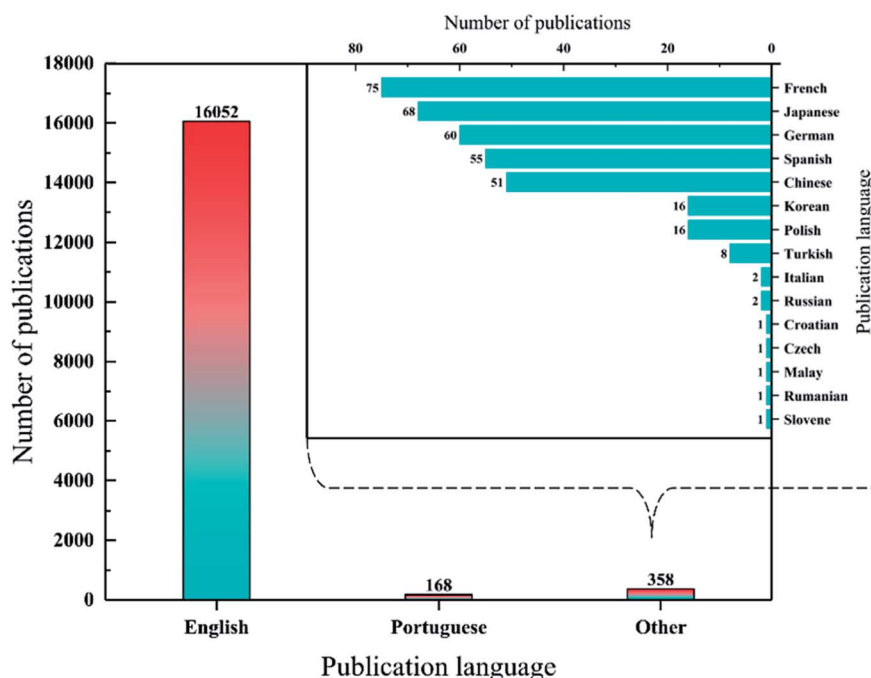 Number of publications
80 60 40 20 0
18000
16000
14000
12000
10000
8000
6000
4000
2000
0
Number of publications
16052
168
358
75 French
68 Japanese
60 German
55 Spanish
51 Chinese
16 Korean
16 Polish
8 Turkish
2 Italian
2 Russian
1 Croatian
1 Czech
1 Malay
1 Rumanian
1 Slovene
Publication language
English Portuguese Other
Publication language